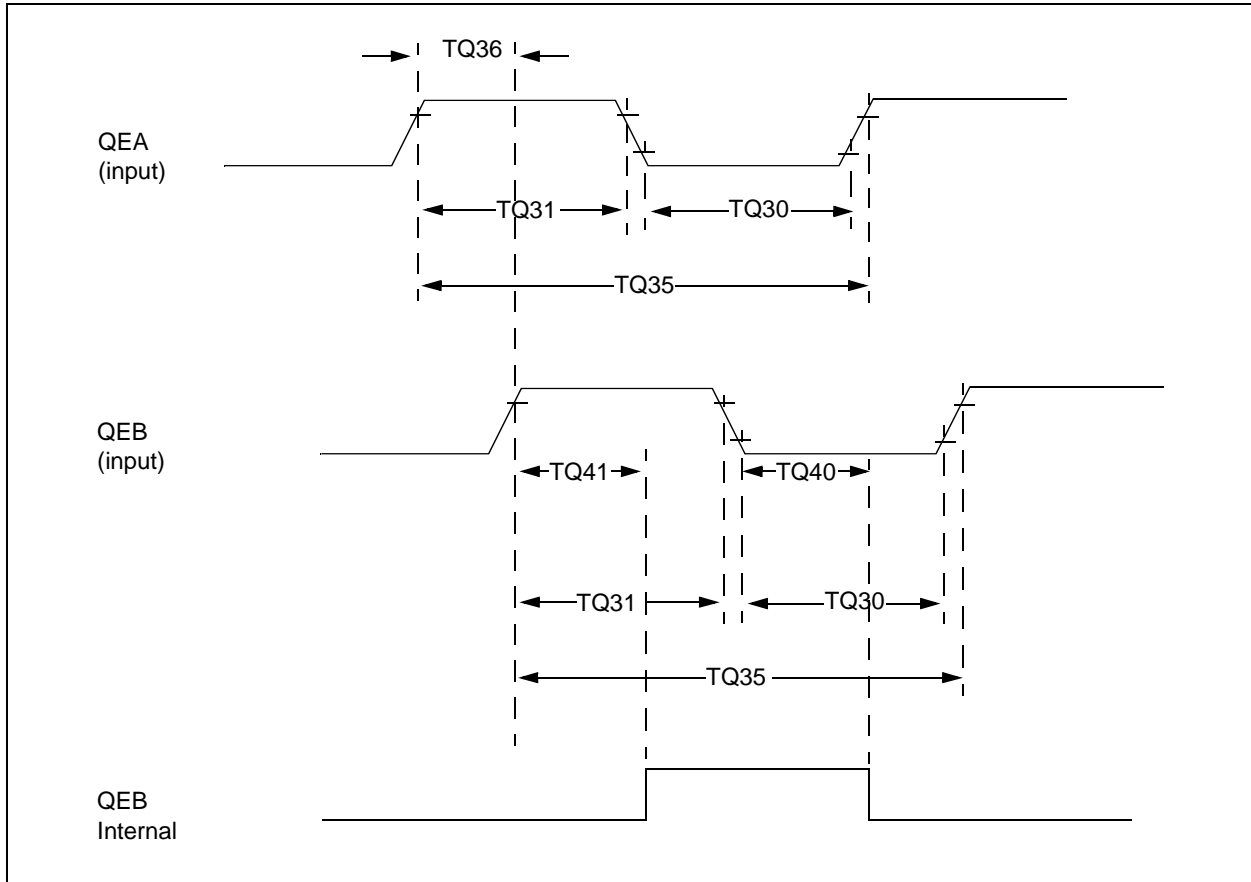 TQ36
QEA
(input)
TQ31
TQ30
TQ35
QEB
(input)
TQ41
TQ40
TQ31
TQ30
TQ35
QEB
Internal